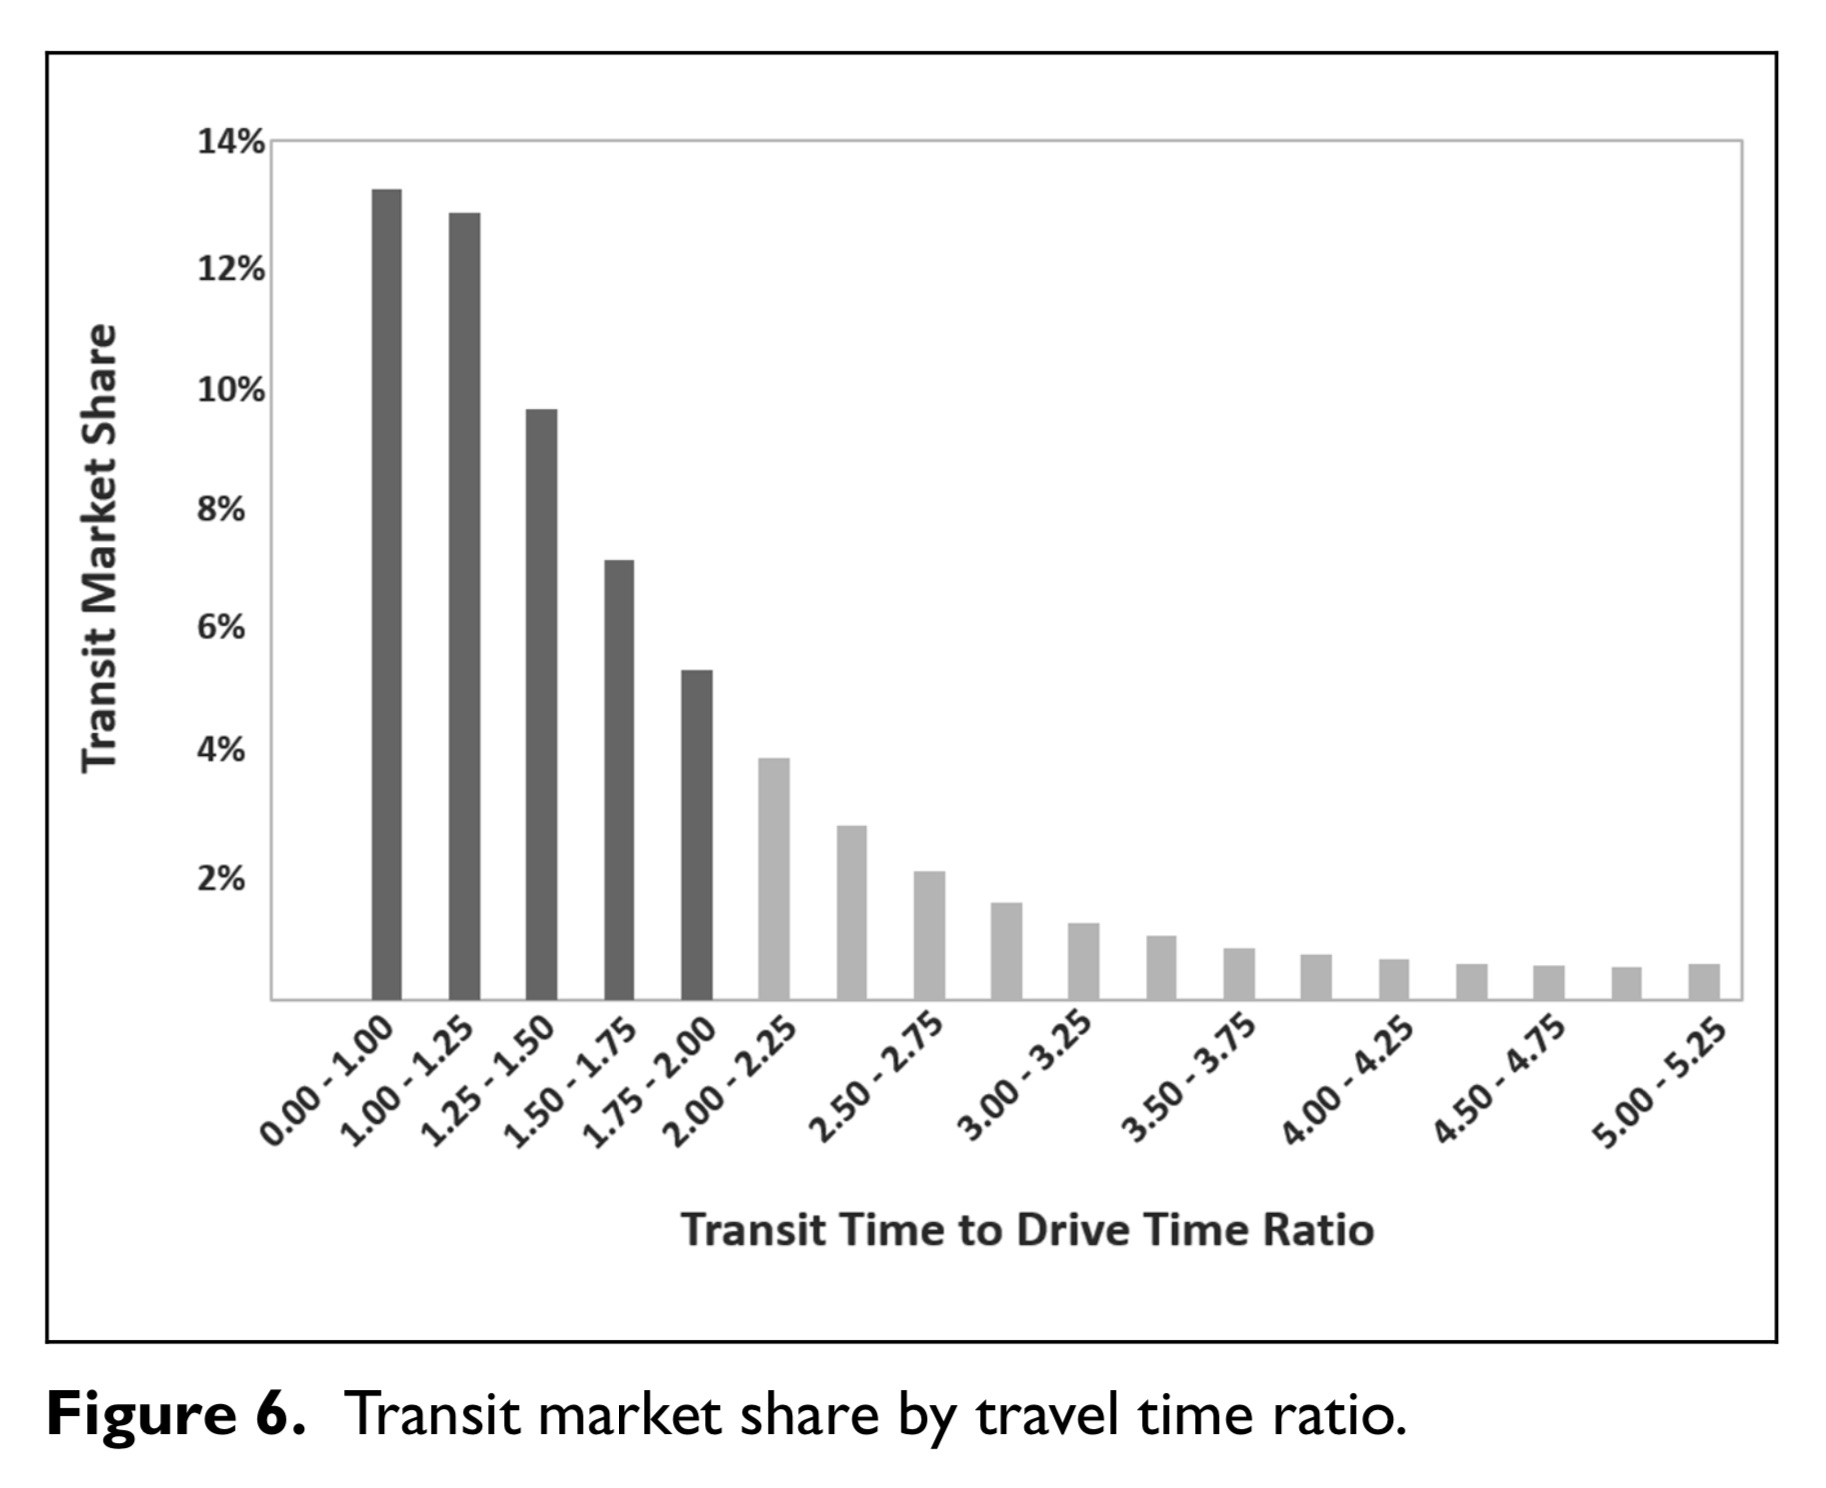 14%
12%
10%
8%
6%
4%
2%
Transit Market Share
0.00 - 1.00
1.00 - 1.25
1.25 - 1.50
1.50 - 1.75
1.75 - 2.00
2.00 - 2.25
2.50 - 2.75
3.00 - 3.25
3.50 - 3.75
4.00 - 4.25
4.50 - 4.75
5.00 - 5.25
Transit Time to Drive Time Ratio
Figure 6. Transit market share by travel time ratio.